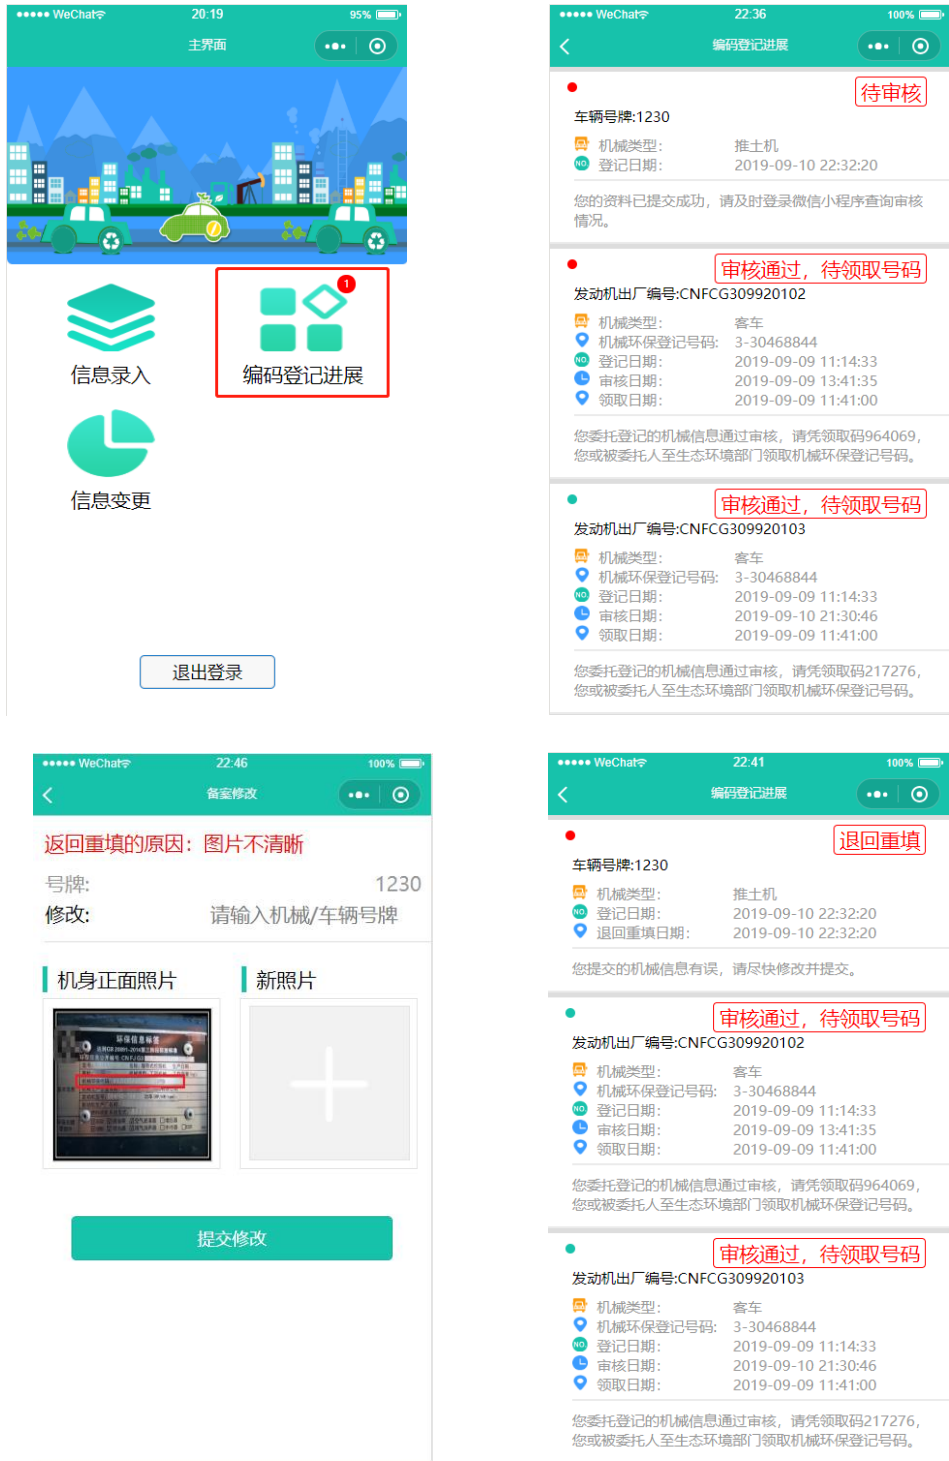 ●●●●● WeChat 20:19 95%
主界面
1
信息录入
编码登记进展
信息变更
退出登录
●●●●● WeChat 22:36 100%
编码登记进展
待审核
车辆号牌:1230
机械类型: 推土机
NO. 登记日期: 2019-09-10 22:32:20
您的资料已提交成功，请及时登录微信小程序查询审核
情况。
审核通过，待领取号码
发动机出厂编号:CNFCG309920102
机械类型: 客车
机械环保登记号码: 3-30468844
NO. 登记日期: 2019-09-09 11:14:33
审核日期: 2019-09-09 13:41:35
领取日期: 2019-09-09 11:41:00
您委托登记的机械信息通过审核，请凭领取码964069，
您或被委托人至生态环境部门领取机械环保登记号码。
审核通过，待领取号码
发动机出厂编号:CNFCG309920103
机械类型: 客车
机械环保登记号码: 3-30468844
NO. 登记日期: 2019-09-09 11:14:33
审核日期: 2019-09-10 21:30:46
领取日期: 2019-09-09 11:41:00
您委托登记的机械信息通过审核，请凭领取码217276，
您或被委托人至生态环境部门领取机械环保登记号码。
●●●●● WeChat 22:46 100%
备案修改
返回重填的原因：图片不清晰
号牌: 1230
修改: 请输入机械/车辆号牌
机身正面照片
新照片
环保信息标签
提交修改
●●●●● WeChat 22:41 100%
编码登记进展
退回重填
车辆号牌:1230
机械类型: 推土机
NO. 登记日期: 2019-09-10 22:32:20
退回重填日期: 2019-09-10 22:32:20
您提交的机械信息有误，请尽快修改并提交。
审核通过，待领取号码
发动机出厂编号:CNFCG309920102
机械类型: 客车
机械环保登记号码: 3-30468844
NO. 登记日期: 2019-09-09 11:14:33
审核日期: 2019-09-09 13:41:35
领取日期: 2019-09-09 11:41:00
您委托登记的机械信息通过审核，请凭领取码964069，
您或被委托人至生态环境部门领取机械环保登记号码。
审核通过，待领取号码
发动机出厂编号:CNFCG309920103
机械类型: 客车
机械环保登记号码: 3-30468844
NO. 登记日期: 2019-09-09 11:14:33
审核日期: 2019-09-10 21:30:46
领取日期: 2019-09-09 11:41:00
您委托登记的机械信息通过审核，请凭领取码217276，
您或被委托人至生态环境部门领取机械环保登记号码。